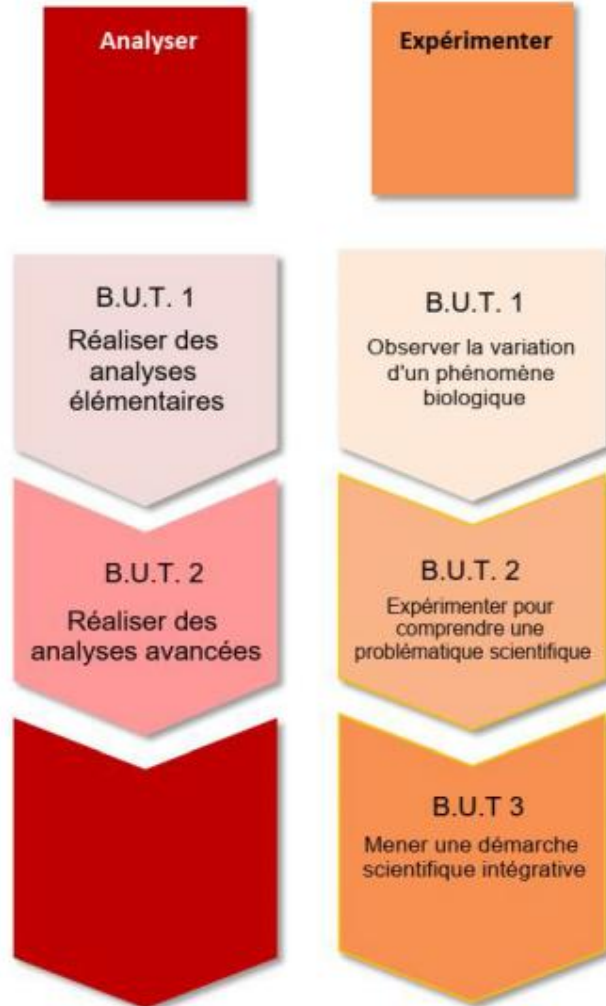 Analyser
Expérimenter
B.U.T. 1
Réaliser des
analyses
élémentaires
B.U.T. 1
Observer la variation
d'un phénomène
biologique
B.U.T. 2
Réaliser des
analyses avancées
B.U.T. 2
Expérimenter pour
comprendre une
problématique scientifique
B.U.T 3
Mener une démarche
scientifique intégrative